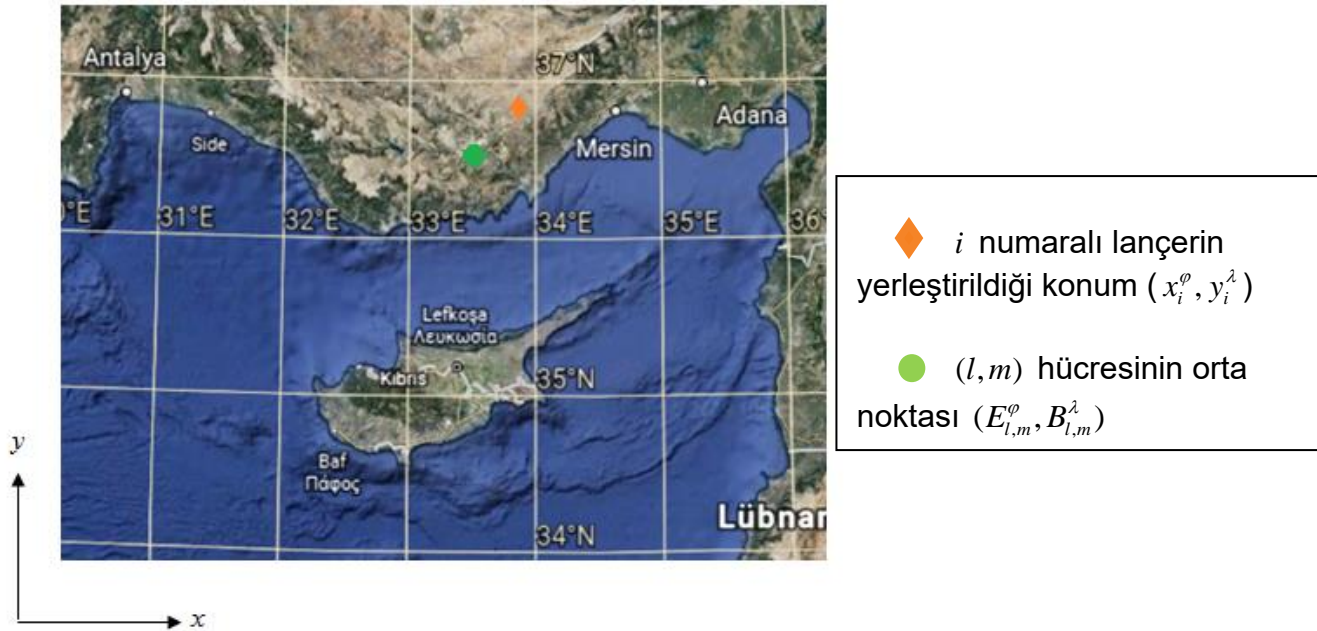 Antalya
37°N
Adana
Side
Mersin
0°E
31°E
32°E
33°E
34°E
35°E
36°
Lefkoşa
Λευκωσία
Kıbrıs
35°N
Baf
Πάφος
Lübnan
34°N
y
x
i numaralı lançerin
yerleştirildiği konum (x_i^φ, y_i^λ)
(l, m) hücresinin orta
noktası (E_{l,m}^φ, B_{l,m}^λ)